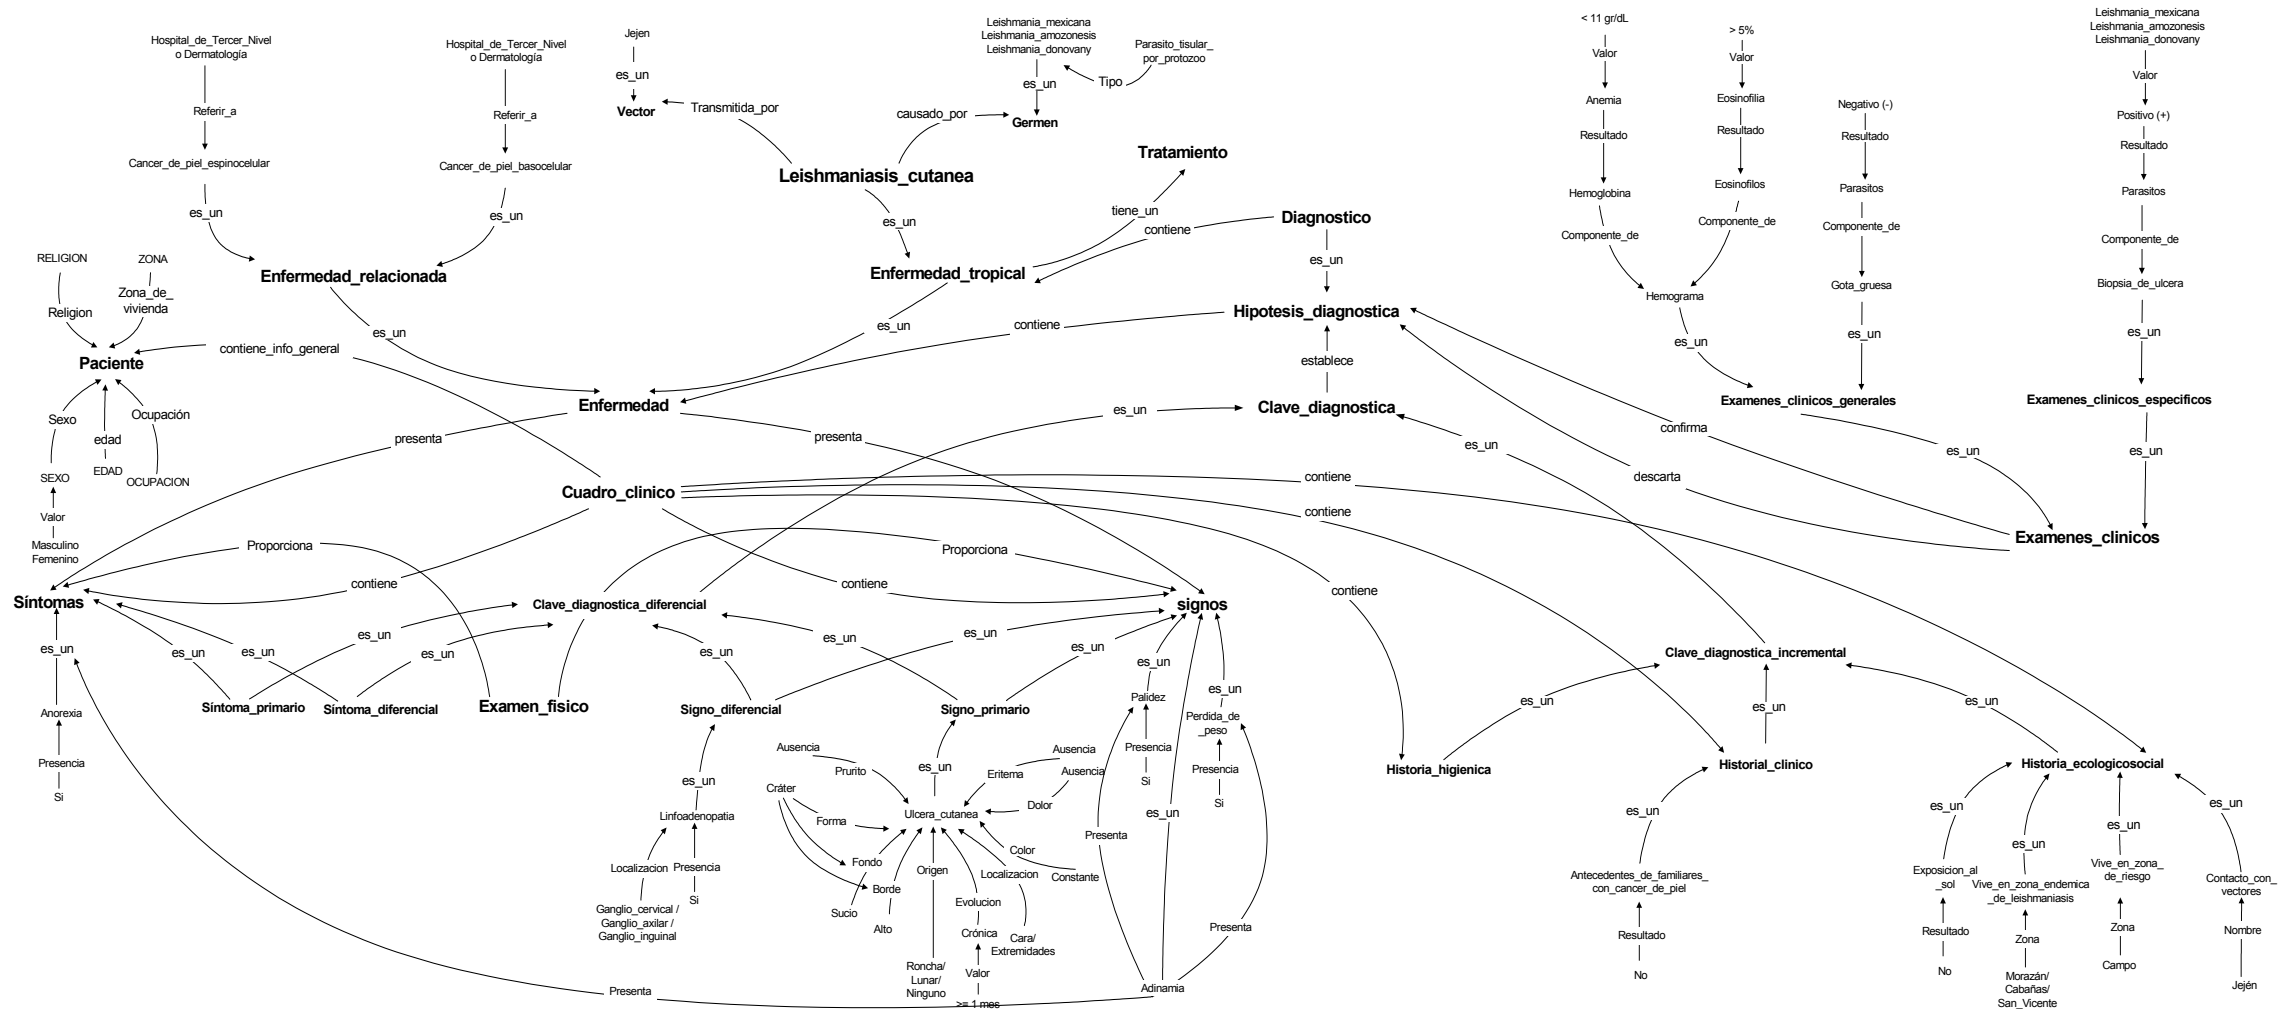 Hospital_de_Tercer_Nivel
o Dermatología
Referir_a
Cancer_de_piel_espinocelular
es_un
Hospital_de_Tercer_Nivel
o Dermatología
Referir_a
Cancer_de_piel_basocelular
es_un
Enfermedad_relacionada
es_un
Jejen
es_un
Vector
Transmitida_por
Leishmania_mexicana
Leishmania_amozonesis
Leishmania_donovany
es_un
Germen
Parasito_tisular_
por_protozoo
Tipo
causado_por
Leishmaniasis_cutanea
es_un
Enfermedad_tropical
es_un
tiene_un
Tratamiento
Diagnostico
contiene
es_un
Hipotesis_diagnostica
contiene
establece
Clave_diagnostica
es_un
es_un
< 11 gr/dL
Valor
Anemia
Resultado
Hemoglobina
Componente_de
> 5%
Valor
Eosinofilia
Resultado
Eosinofilos
Componente_de
Hemograma
es_un
Negativo (-)
Resultado
Parasitos
Componente_de
Gota_gruesa
es_un
Examenes_clinicos_generales
es_un
Leishmania_mexicana
Leishmania_amozonesis
Leishmania_donovany
Valor
Positivo (+)
Resultado
Parasitos
Componente_de
Biopsia_de_ulcera
es_un
Examenes_clinicos_especificos
es_un
Examenes_clinicos
confirma
descarta
RELIGION
Religion
ZONA
Zona_de_
vivienda
Paciente
contiene_info_general
Sexo
SEXO
Valor
Masculino
Femenino
edad
EDAD
Ocupación
OCUPACION
Enfermedad
presenta
presenta
Cuadro_clinico
contiene
contiene
contiene
contiene
contiene
Proporciona
Proporciona
Síntomas
es_un
Anorexia
Presencia
Si
es_un
es_un
es_un
es_un
Síntoma_primario
Síntoma_diferencial
Examen_fisico
Clave_diagnostica_diferencial
es_un
es_un
es_un
es_un
signos
Signo_diferencial
es_un
Linfoadenopatia
Localizacion
Presencia
Ganglio_cervical /
Ganglio_axilar /
Ganglio_inguinal
Si
Signo_primario
es_un
Ulcera_cutanea
Ausencia
Prurito
Ausencia
Eritema
Ausencia
Dolor
Cráter
Forma
Fondo
Borde
Sucio
Alto
Origen
Roncha/
Lunar/
Ninguno
Evolucion
Crónica
Valor
>= 1 mes
Localizacion
Cara/
Extremidades
Color
Constante
es_un
Palidez
Presencia
Si
es_un
Perdida_de
_peso
Presencia
Si
es_un
Presenta
Presenta
Presenta
Adinamia
Clave_diagnostica_incremental
es_un
es_un
es_un
Historia_higienica
Historial_clinico
es_un
Antecedentes_de_familiares_
con_cancer_de_piel
Resultado
No
Historia_ecologicosocial
es_un
Exposicion_al
_sol
Resultado
No
es_un
Vive_en_zona_endemica
_de_leishmaniasis
Zona
Morazán/
Cabañas/
San_Vicente
es_un
Vive_en_zona_
de_riesgo
Zona
Campo
es_un
Contacto_con_
vectores
Nombre
Jején